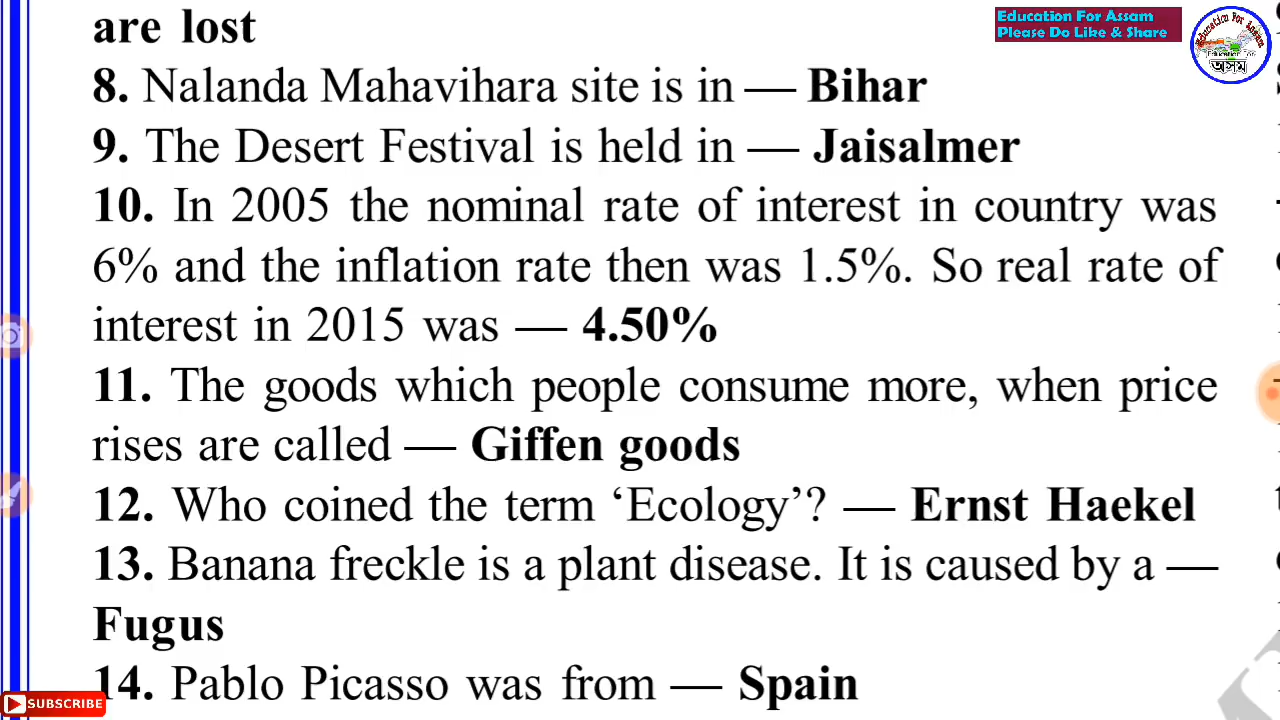 Education For Assam
Please Do Like & Share
Education For Assam
অসম
are lost
8. Nalanda Mahavihara site is in — Bihar
9. The Desert Festival is held in — Jaisalmer
10. In 2005 the nominal rate of interest in country was
6% and the inflation rate then was 1.5%. So real rate of
interest in 2015 was — 4.50%
11. The goods which people consume more, when price
rises are called — Giffen goods
12. Who coined the term ‘Ecology’? — Ernst Haekel
13. Banana freckle is a plant disease. It is caused by a —
Fugus
14. Pablo Picasso was from — Spain
SUBSCRIBE